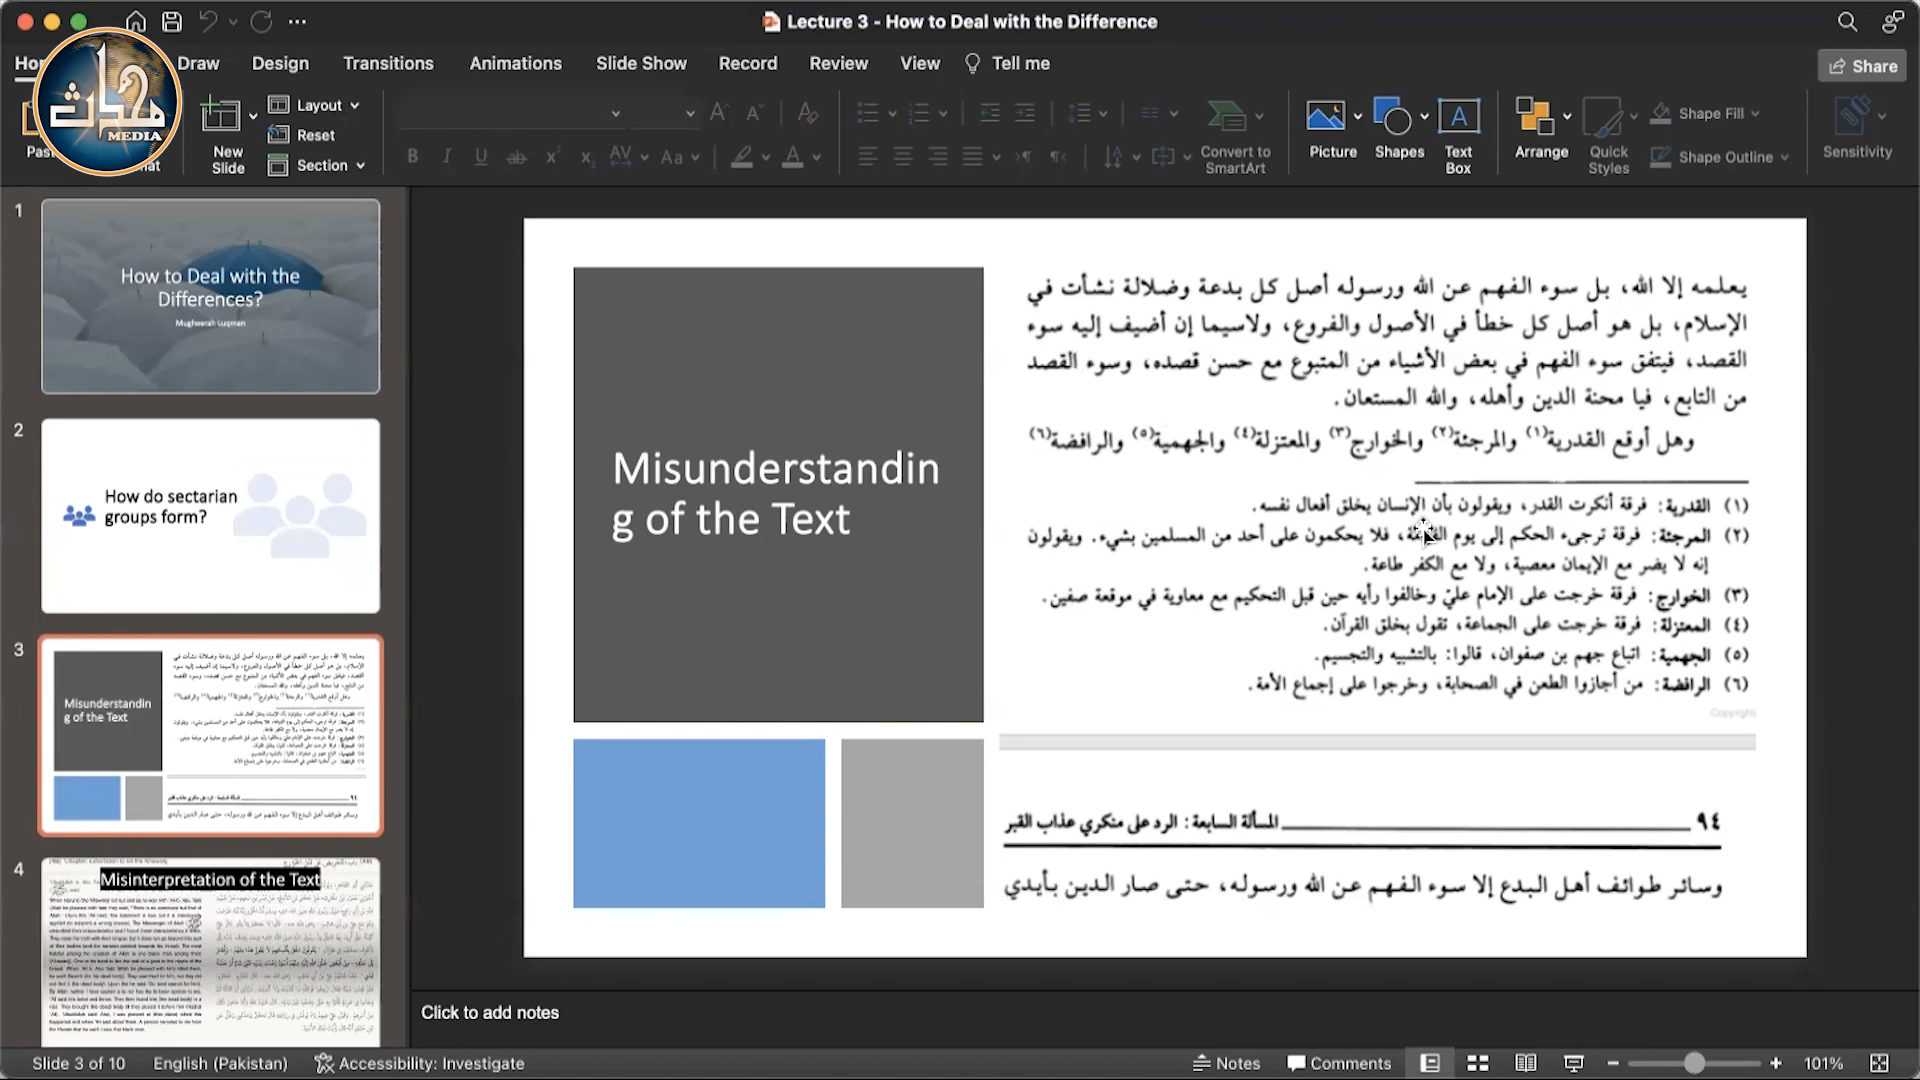 Lecture 3 - How to Deal with the Difference
Draw Design Transitions Animations Slide Show Record Review View Tell me
Share
هدهد
MEDIA
New
Slide
Layout
Reset
Section
Convert to
SmartArt
Picture
Shapes
Text
Box
Arrange
Quick
Styles
Shape Fill
Shape Outline
Sensitivity
1
How to Deal with the
Differences?
Mugheerah Luqman
2
How do sectarian
groups form?
3
Misunderstandin
g of the Text
4
Misinterpretation of the Text
Misunderstandin
g of the Text
يعلمه إلا الله، بل سوء الفهم عن الله ورسوله أصل كل بدعة وضلالة نشأت في
الإسلام، بل هو أصل كل خطأ في الأصول والفروع، ولاسيما إن أضيف إليه سوء
القصد، فيتفق سوء الفهم في بعض الأشياء من المتبوع مع حسن قصده، وسوء القصد
من التابع، فيا محنة الدين وأهله، والله المستعان.
وهل أوقع القدرية(١) والمرجئة(٢) والخوارج(٣) والمعتزلة(٤) والجهمية(٥) والرافضة(٦)
(١) القدرية: فرقة أنكرت القدر، ويقولون بأن الإنسان يخلق أفعال نفسه.
(٢) المرجئة: فرقة ترجىء الحكم إلى يوم القيامة، فلا يحكمون على أحد من المسلمين بشيء. ويقولون
إنه لا يضر مع الإيمان معصية، ولا مع الكفر طاعة.
(٣) الخوارج: فرقة خرجت على الإمام علي وخالفوا رأيه حين قبل التحكيم مع معاوية في موقعة صفين.
(٤) المعتزلة: فرقة خرجت على الجماعة، تقول بخلق القرآن.
(٥) الجهمية: اتباع جهم بن صفوان، قالوا: بالتشبيه والتجسيم.
(٦) الرافضة: من أجازوا الطعن في الصحابة، وخرجوا على إجماع الأمة.
٩٤ المسألة السابعة: الرد على منكري عذاب القبر
وسائر طوائف أهل البدع إلا سوء الفهم عن الله ورسوله، حتى صار الدين بأيدي
Click to add notes
Slide 3 of 10 English (Pakistan) Accessibility: Investigate Notes Comments 101%